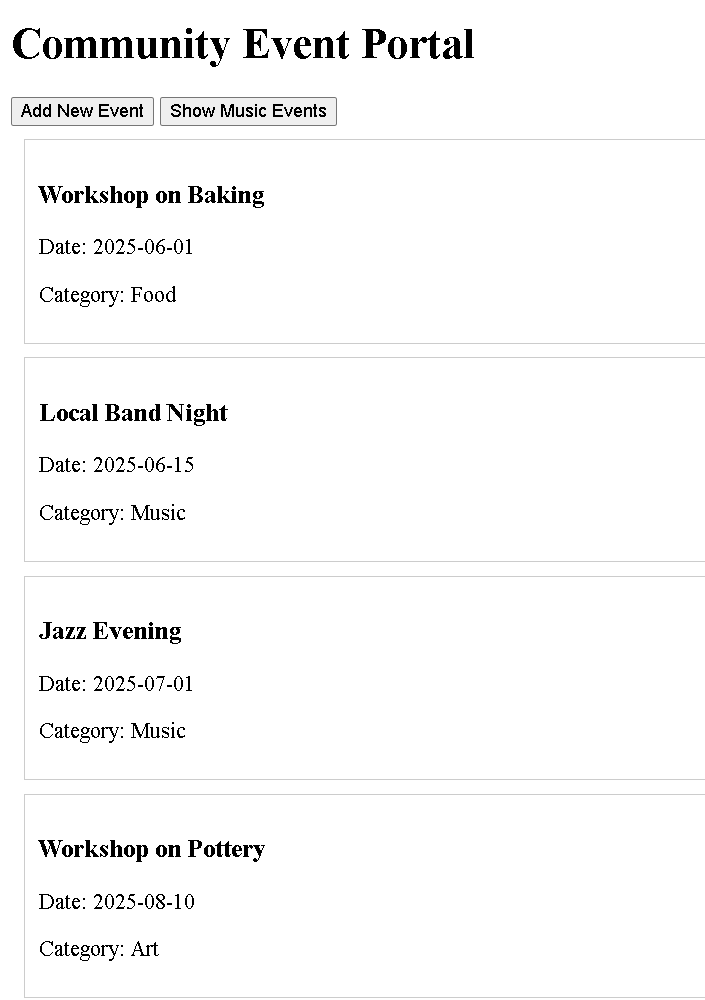 Community Event Portal
Add New Event Show Music Events
Workshop on Baking
Date: 2025-06-01
Category: Food
Local Band Night
Date: 2025-06-15
Category: Music
Jazz Evening
Date: 2025-07-01
Category: Music
Workshop on Pottery
Date: 2025-08-10
Category: Art